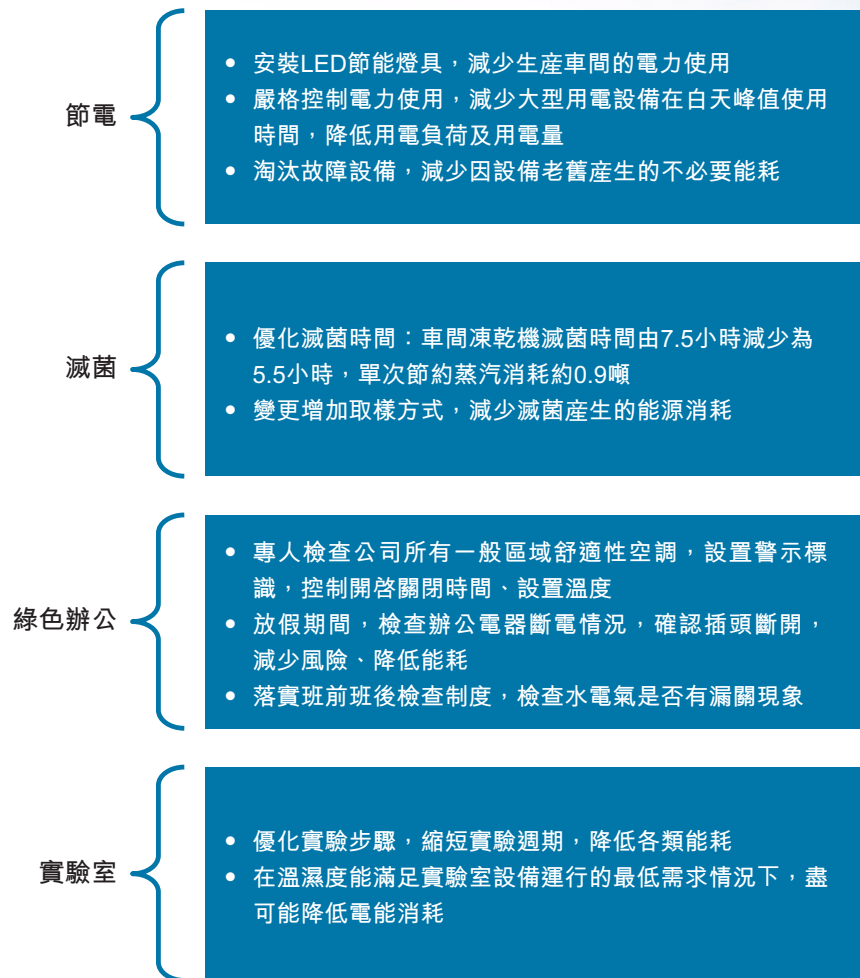 節電
• 安裝LED節能燈具，減少生產車間的電力使用
• 嚴格控制電力使用，減少大型用電設備在白天峰值使用
時間，降低用電負荷及用電量
• 淘汰故障設備，減少因設備老舊產生的不必要能耗
滅菌
• 優化滅菌時間：車間凍乾機滅菌時間由7.5小時減少為
5.5小時，單次節約蒸汽消耗約0.9噸
• 變更增加取樣方式，減少滅菌產生的能源消耗
綠色辦公
• 專人檢查公司所有一般區域舒適性空調，設置警示標
識，控制開啓關閉時間、設置溫度
• 放假期間，檢查辦公電器斷電情況，確認插頭斷開，
減少風險、降低能耗
• 落實班前班後檢查制度，檢查水電氣是否有漏關現象
實驗室
• 優化實驗步驟，縮短實驗週期，降低各類能耗
• 在溫濕度能滿足實驗室設備運行的最低需求情況下，盡
可能降低電能消耗